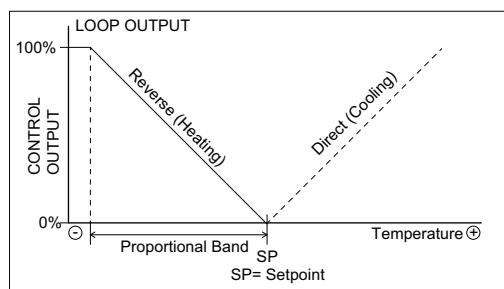 LOOP OUTPUT
100%
Reverse (Heating)
Direct (Cooling)
CONTROL
OUTPUT
0%
-
Temperature +
Proportional Band
SP
SP= Setpoint